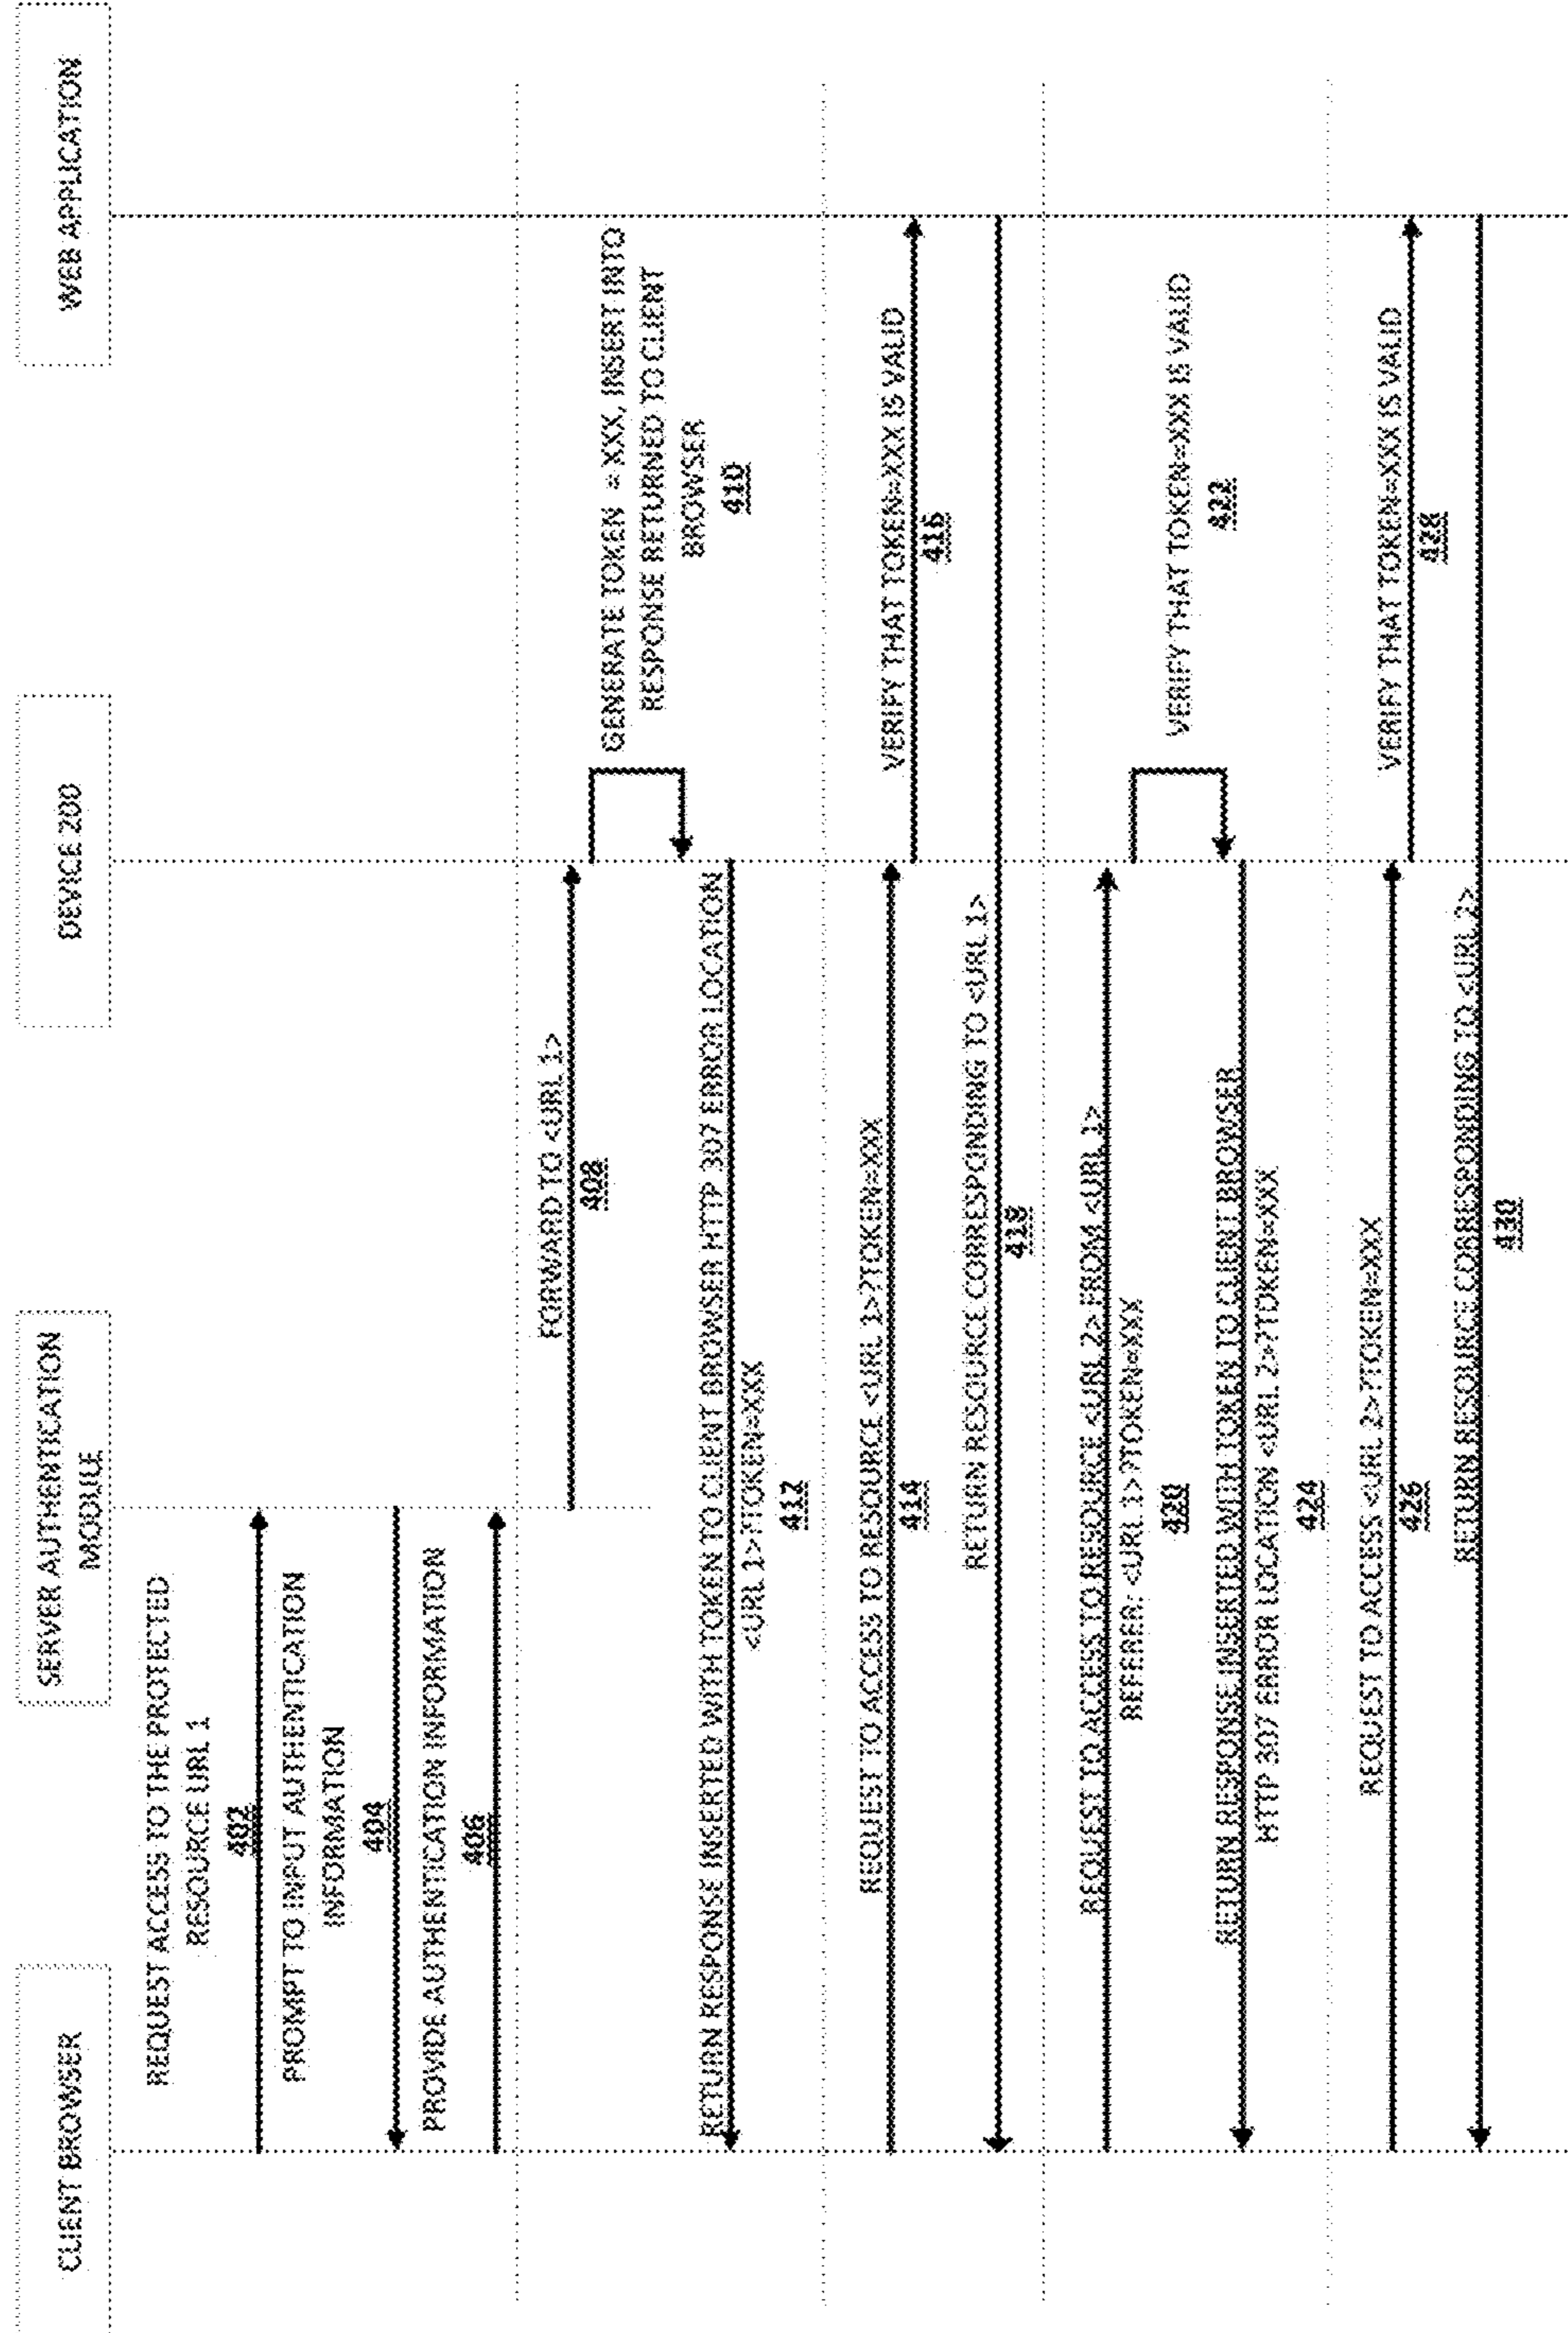 CLIENT BROWSER
SERVER AUTHENTICATION
MODULE
DEVICE 200
WEB APPLICATION
REQUEST ACCESS TO THE PROTECTED
RESOURCE URL 1
402
PROMPT TO INPUT AUTHENTICATION
INFORMATION
404
PROVIDE AUTHENTICATION INFORMATION
406
FORWARD TO <URL 1>
408
GENERATE TOKEN = XXX, INSERT INTO
RESPONSE RETURNED TO CLIENT
BROWSER
410
RETURN RESPONSE INSERTED WITH TOKEN TO CLIENT BROWSER HTTP 307 ERROR LOCATION
<URL 1>?TOKEN=XXX
412
REQUEST TO ACCESS TO RESOURCE <URL 1>?TOKEN=XXX
414
VERIFY THAT TOKEN=XXX IS VALID
416
RETURN RESOURCE CORRESPONDING TO <URL 1>
418
REQUEST TO ACCESS TO RESOURCE <URL 2> FROM <URL 1>
REFERER: <URL 1>?TOKEN=XXX
420
VERIFY THAT TOKEN=XXX IS VALID
422
RETURN RESPONSE INSERTED WITH TOKEN TO CLIENT BROWSER
HTTP 307 ERROR LOCATION <URL 2>?TOKEN=XXX
424
REQUEST TO ACCESS <URL 2>?TOKEN=XXX
426
VERIFY THAT TOKEN=XXX IS VALID
428
RETURN RESOURCE CORRESPONDING TO <URL 2>
430